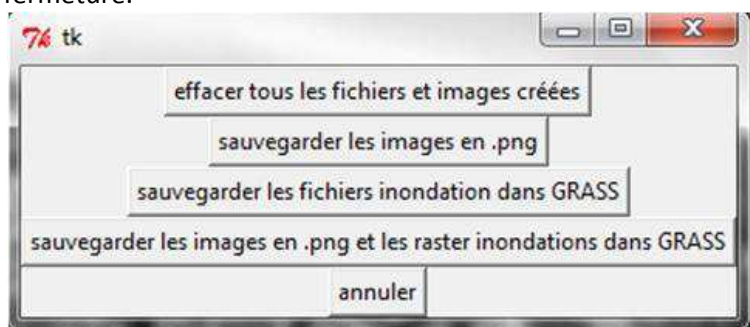 fermeture.
tk
effacer tous les fichiers et images créées
sauvegarder les images en .png
sauvegarder les fichiers inondation dans GRASS
sauvegarder les images en .png et les raster inondations dans GRASS
annuler